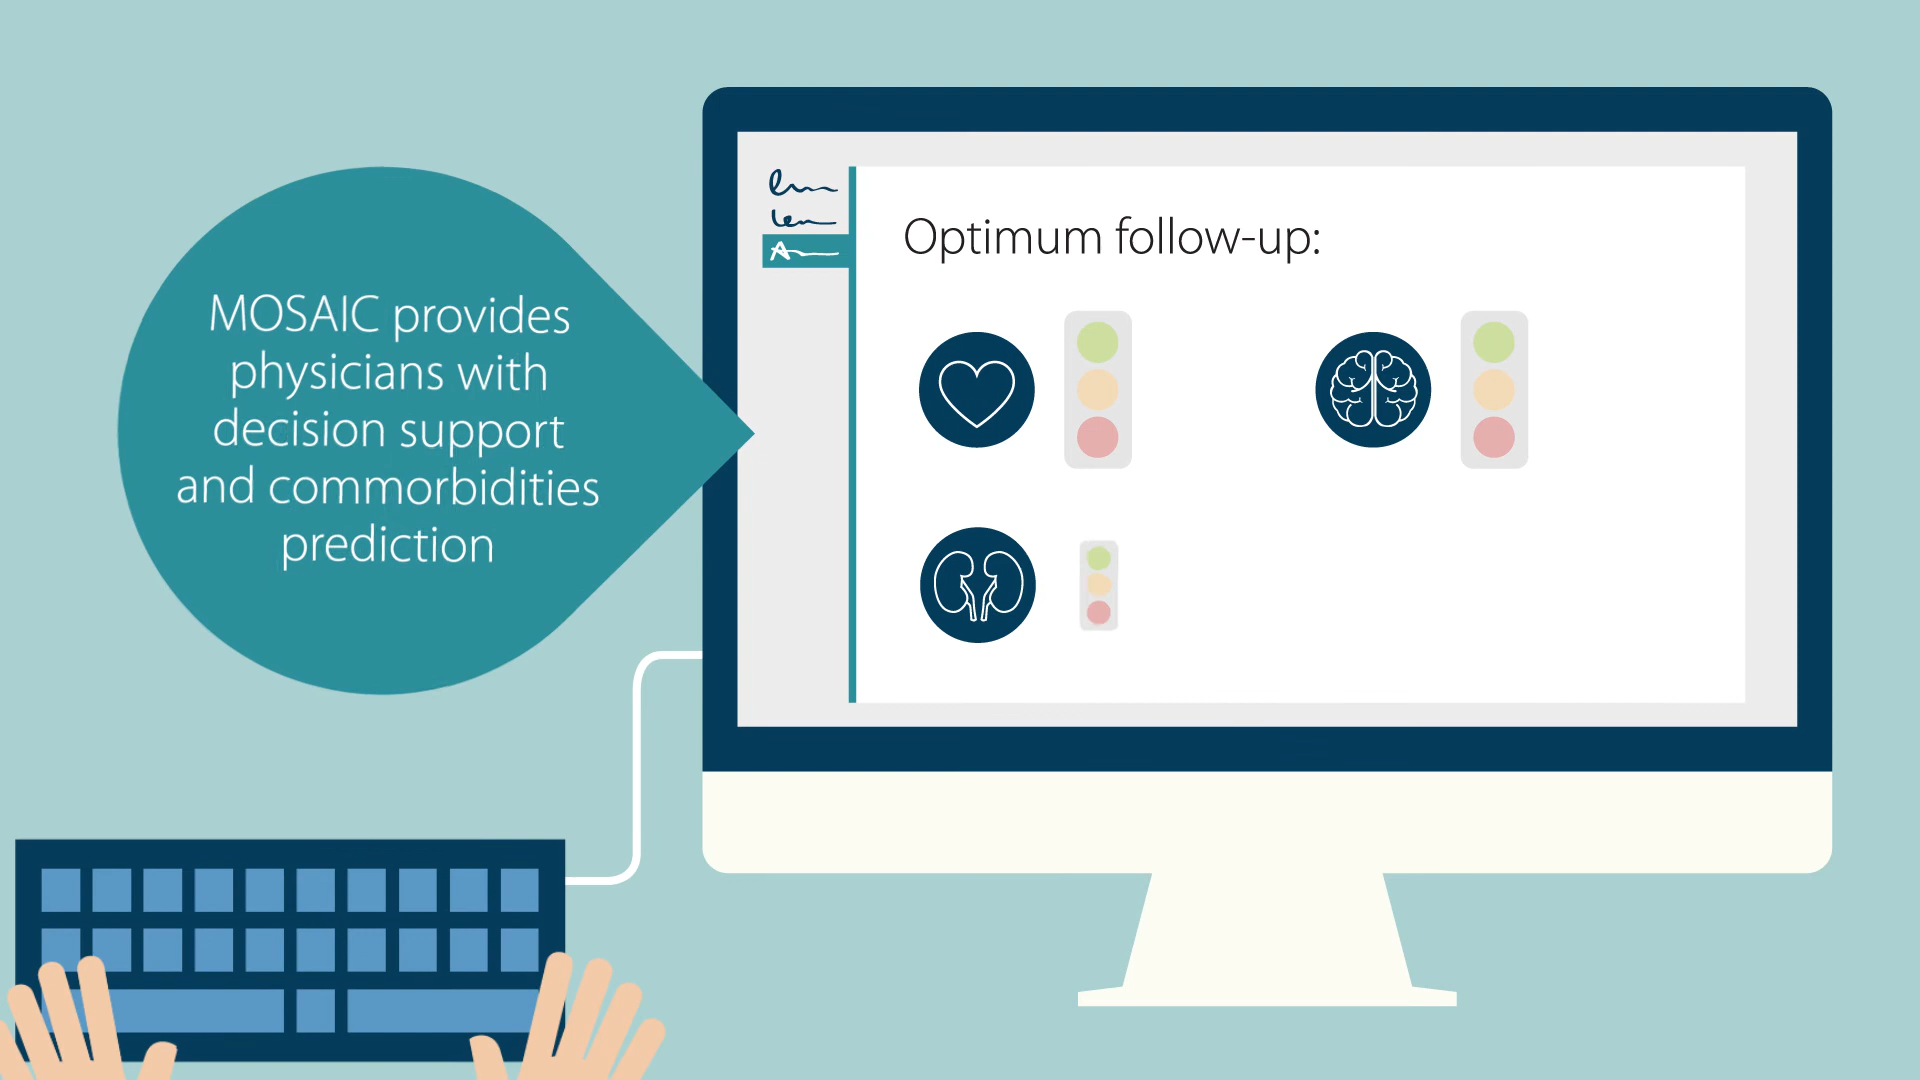 MOSAIC provides
physicians with
decision support
and commorbidities
prediction
Optimum follow-up: